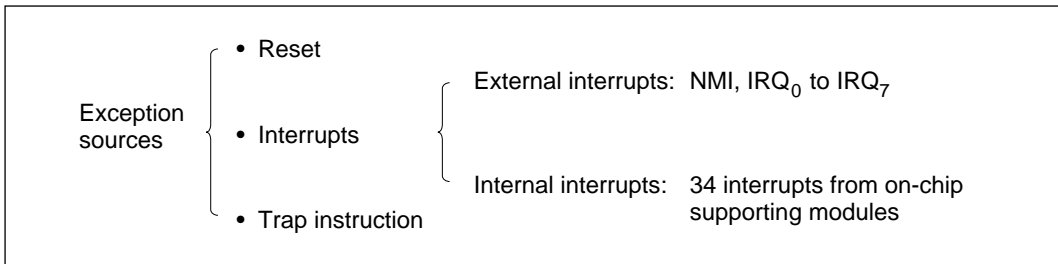 Exception
sources
• Reset
• Interrupts
• Trap instruction
External interrupts: NMI, IRQ0 to IRQ7
Internal interrupts: 34 interrupts from on-chip
supporting modules